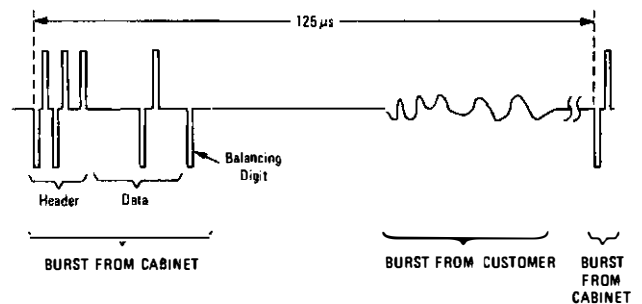 125 µs
Balancing
Digit
Header
Data
BURST FROM CABINET
BURST FROM CUSTOMER
BURST
FROM
CABINET